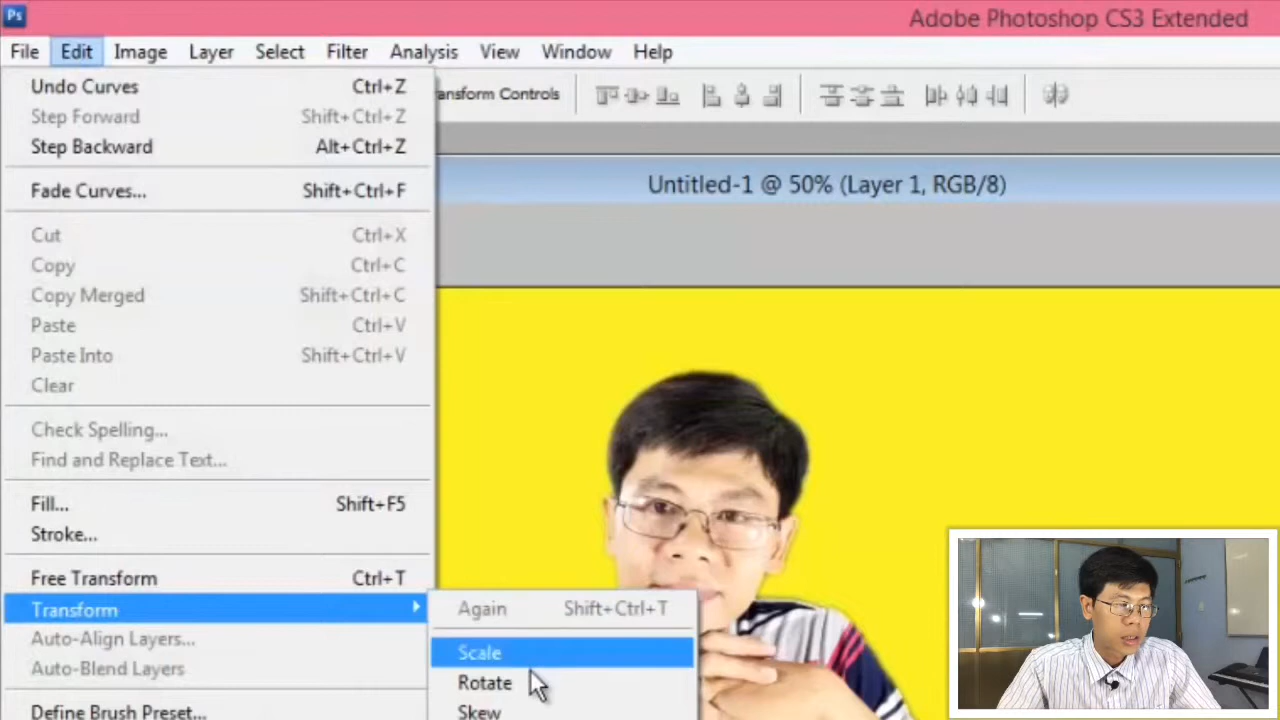 Ps
Adobe Photoshop CS3 Extended
File Edit Image Layer Select Filter Analysis View Window Help
Undo Curves Ctrl+Z
ansform Controls
Step Forward Shift+Ctrl+Z
Step Backward Alt+Ctrl+Z
Fade Curves... Shift+Ctrl+F
Untitled-1 @ 50% (Layer 1, RGB/8)
Cut Ctrl+X
Copy Ctrl+C
Copy Merged Shift+Ctrl+C
Paste Ctrl+V
Paste Into Shift+Ctrl+V
Clear
Check Spelling...
Find and Replace Text...
Fill... Shift+F5
Stroke...
Free Transform Ctrl+T
Transform
Again Shift+Ctrl+T
Auto-Align Layers...
Scale
Auto-Blend Layers
Rotate
Define Brush Preset...
Skew